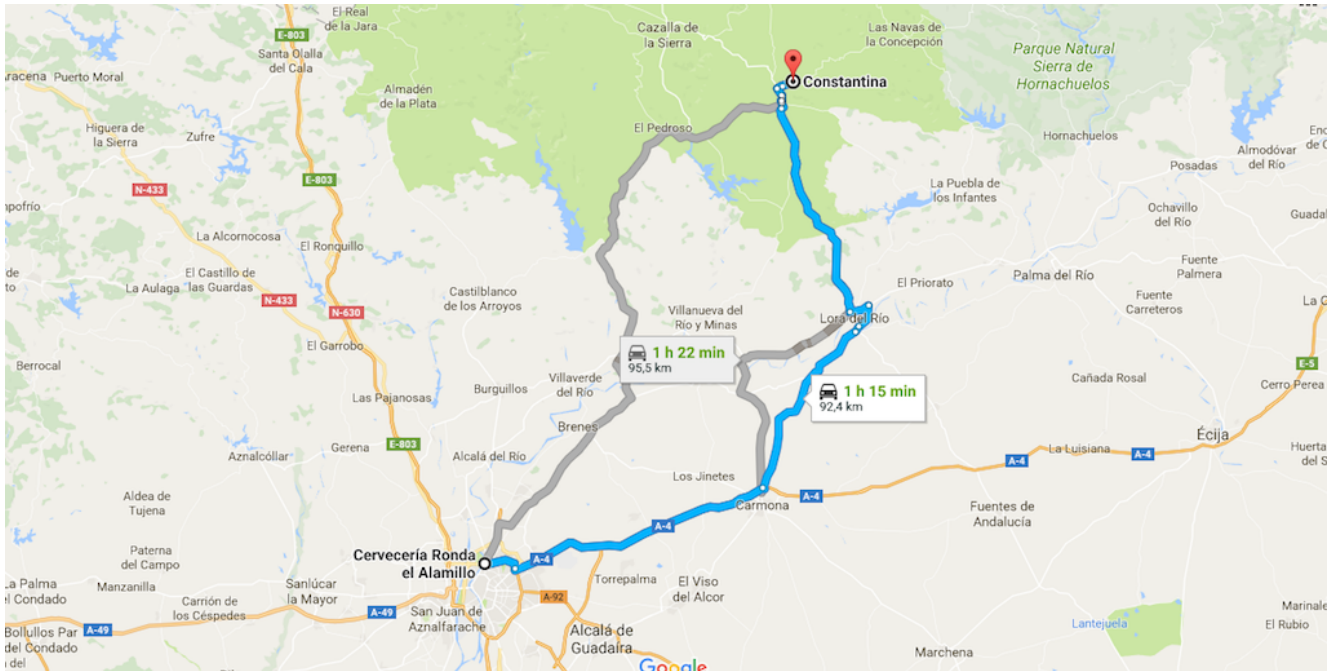 El Real
de la Jara
E-803
Cazalla de
la Sierra
Las Navas de
la Concepción
Santa Olalla
del Cala
Parque Natural
Sierra de
Hornachuelos
Aracena
Puerto Moral
Almadén
de la Plata
Constantina
Higuera de
la Sierra
Zufre
El Pedroso
Hornachuelos
Almodóvar
del Río
Posadas
E-803
N-433
La Puebla de
los Infantes
Ochavillo
del Río
La Alcornocosa
El Ronquillo
El Castillo de
las Guardas
La Aulaga
Castilblanco
de los Arroyos
El Priorato
Palma del Río
Fuente
Palmera
N-433
N-630
Villanueva del
Río y Minas
Lora del Río
Fuente
Carreteros
El Garrobo
1 h 22 min
95,5 km
Berrocal
E-5
Burguillos
Villaverde
del Río
1 h 15 min
92,4 km
Cañada Rosal
Cerro Perea
Las Pajanosas
Brenes
Écija
E-803
Gerena
Aznalcóllar
Alcalá del Río
La Luisiana
A-4
A-4
Los Jinetes
A-4
Carmona
Aldea de
Tujena
Fuentes de
Andalucía
A-4
Paterna
del Campo
Cervecería Ronda
el Alamillo
A-4
La Palma
Manzanilla
Sanlúcar
la Mayor
Torrepalma
El Viso
del Alcor
A-92
Carrión de
los Céspedes
A-49
San Juan de
Aznalfarache
A-49
Bollullos Par
del Condado
Alcalá de
Guadaíra
Lantejuela
El Rubio
Marchena
Google